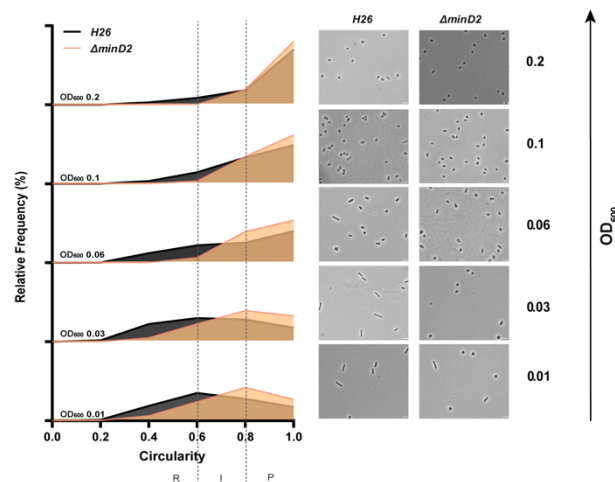 H26
ΔminD2
OD₆₀₀ 0.2
OD₆₀₀ 0.1
OD₆₀₀ 0.06
OD₆₀₀ 0.03
OD₆₀₀ 0.01
Relative Frequency (%)
0.0 0.2 0.4 0.6 0.8 1.0
Circularity
R I P
H26 ΔminD2
0.2
0.1
0.06
0.03
0.01
OD₆₀₀